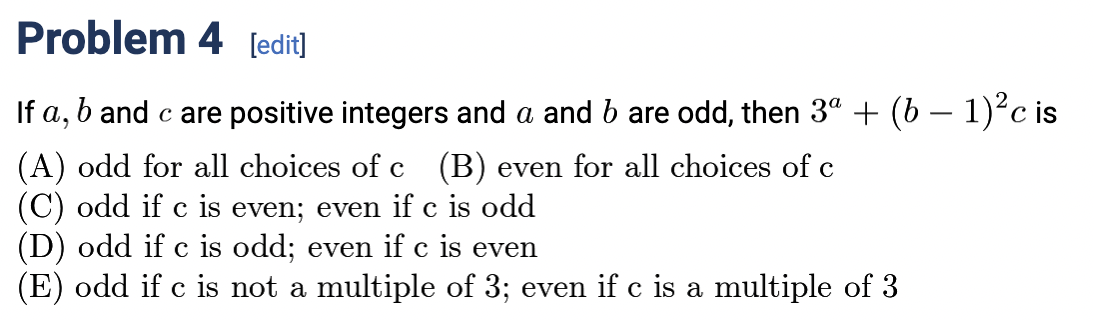 Problem 4 [edit]
If a, b and c are positive integers and a and b are odd, then 3^a + (b − 1)^2c is
(A) odd for all choices of c (B) even for all choices of c
(C) odd if c is even; even if c is odd
(D) odd if c is odd; even if c is even
(E) odd if c is not a multiple of 3; even if c is a multiple of 3